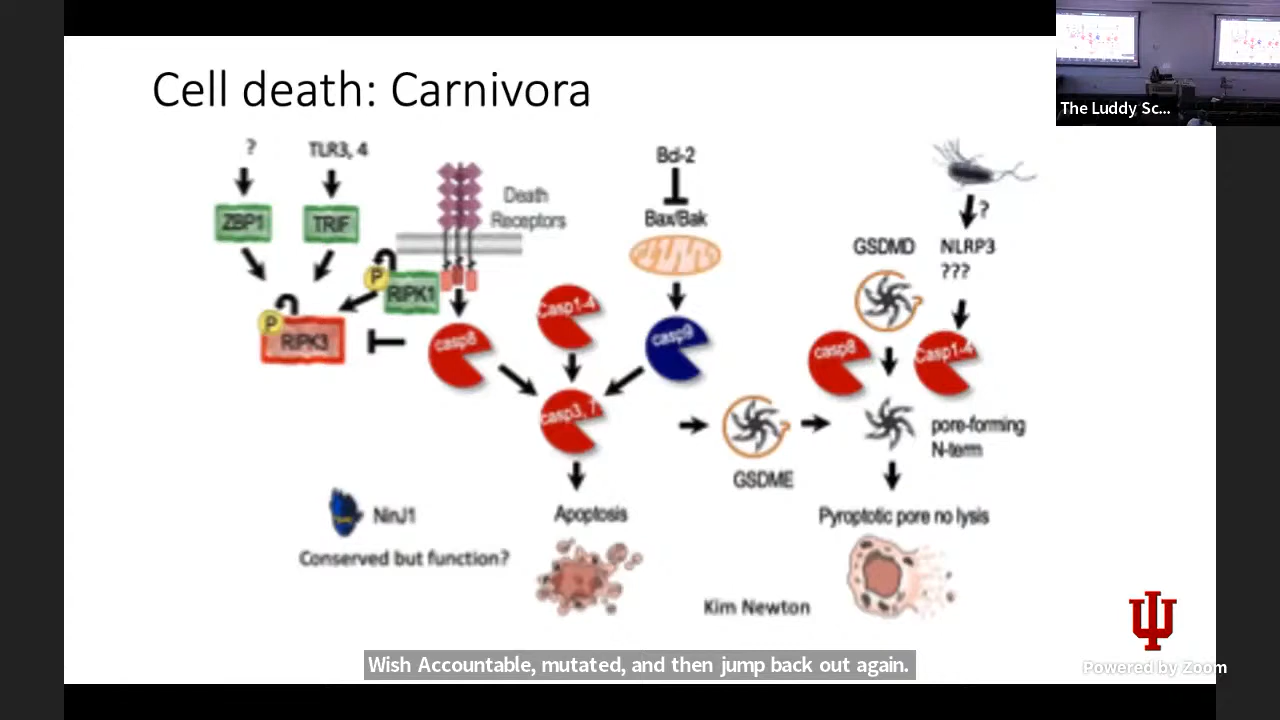 Cell death: Carnivora
The Luddy Sc...
?
TLR3, 4
Bcl-2
ZBP1
TRIF
Death
Receptors
Bax/Bak
?
GSDMD
NLRP3
???
P
RIPK1
P
RIPK3
casp8
Casp1-4
casp9
casp8
Casp1-4
casp3, 7
GSDME
pore-forming
N-term
NinJ1
Conserved but function?
Apoptosis
Pyroptotic pore no lysis
Kim Newton
Wish Accountable, mutated, and then jump back out again.
Powered by Zoom